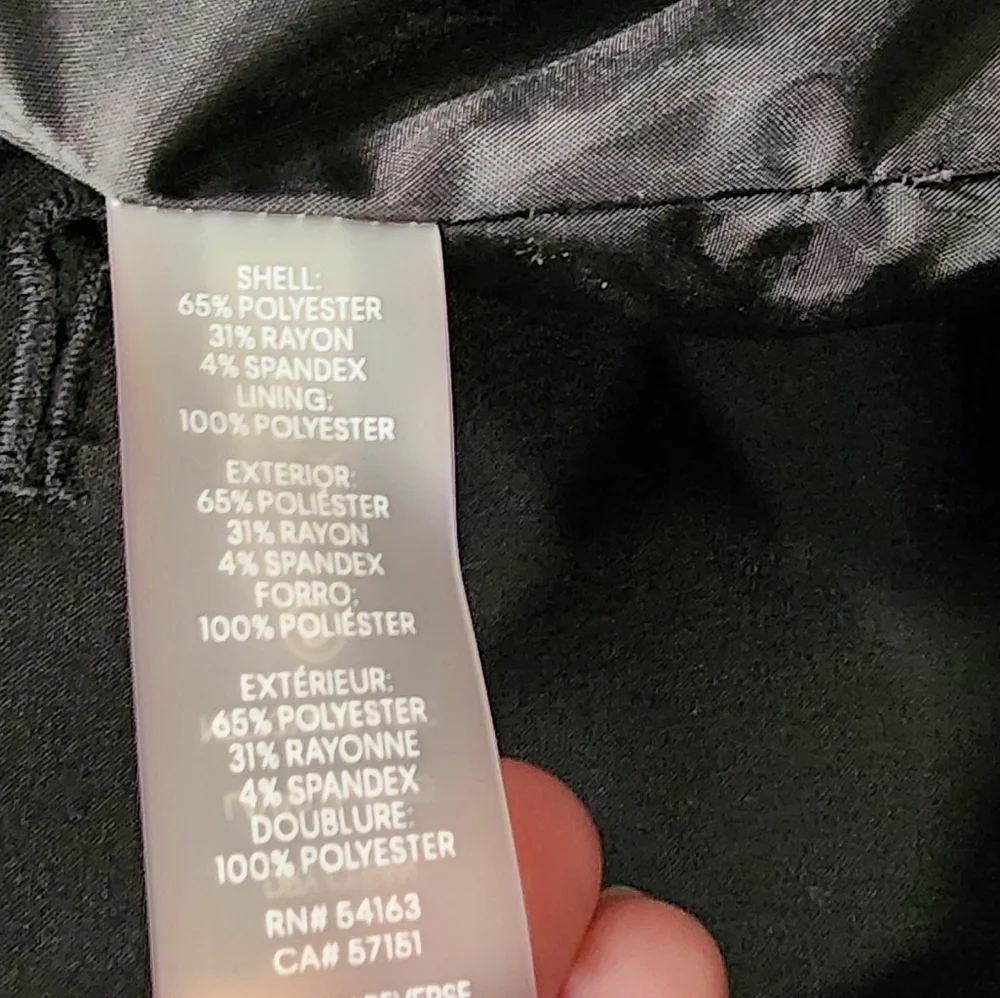 SHELL:
65% POLYESTER
31% RAYON
4% SPANDEX
LINING:
100% POLYESTER
EXTERIOR:
65% POLIÉSTER
31% RAYON
4% SPANDEX
FORRO:
100% POLIÉSTER
EXTÉRIEUR:
65% POLYESTER
31% RAYONNE
4% SPANDEX
DOUBLURE:
100% POLYESTER
RN# 54163
CA# 57151
REVERSE